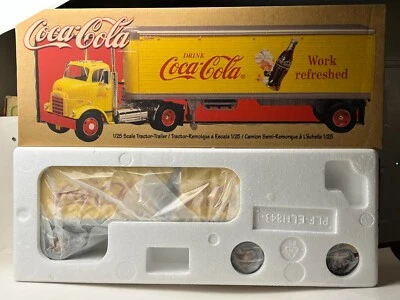 Coca-Cola
DRINK
Coca-Cola®
Work
refreshed
1/25 Scale Tractor-Trailer / Tractor-Remolque a Escala 1/25 / Camion Semi-Remorque à L'échelle 1/25